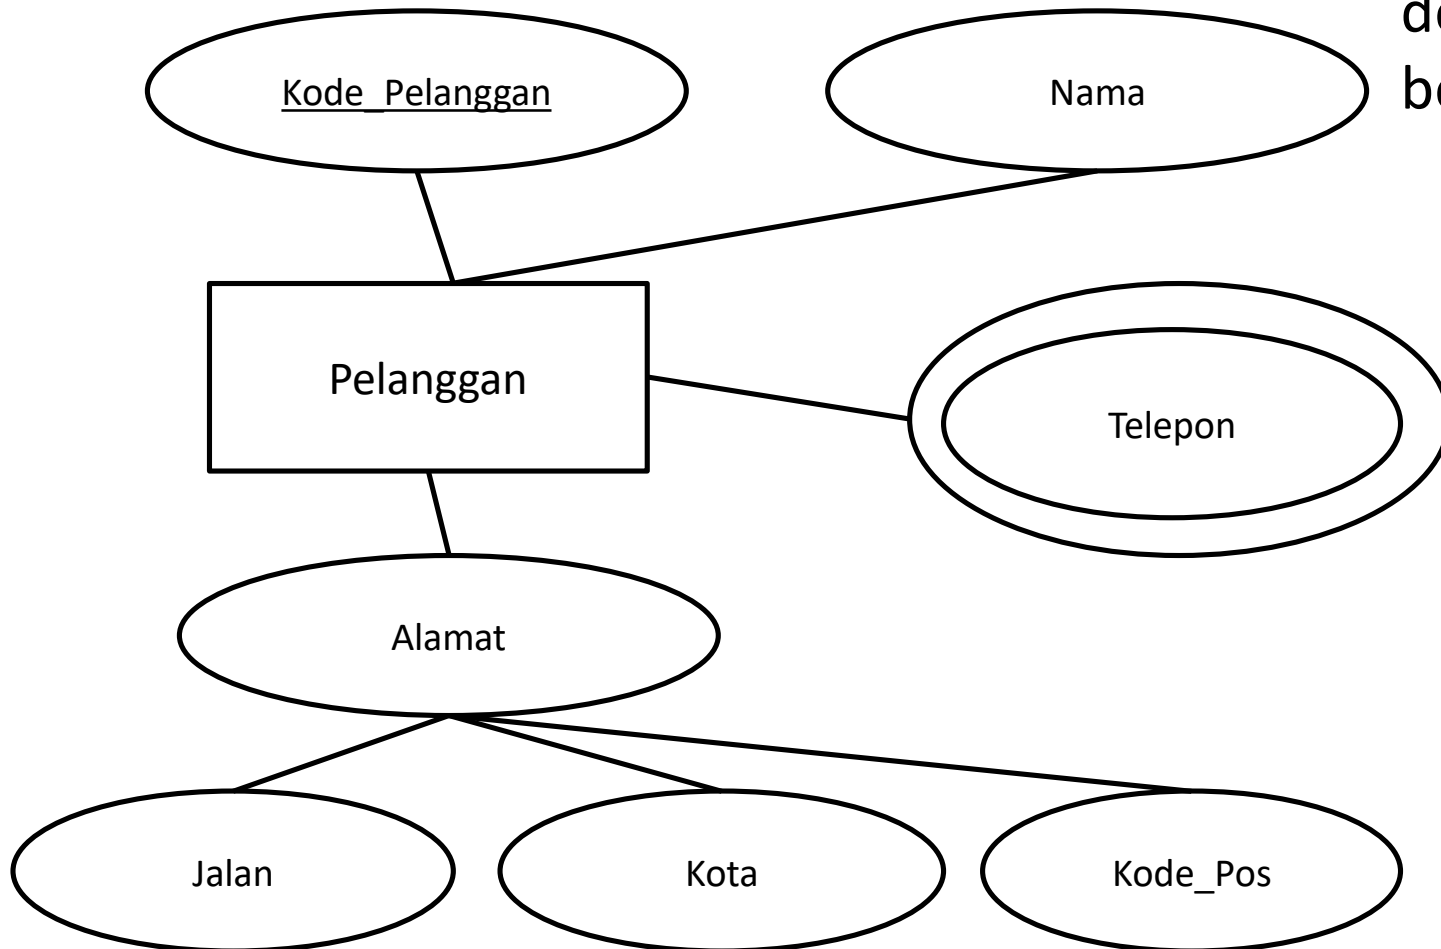 Kode_Pelanggan
Nama
Pelanggan
Telepon
Alamat
Jalan
Kota
Kode_Pos